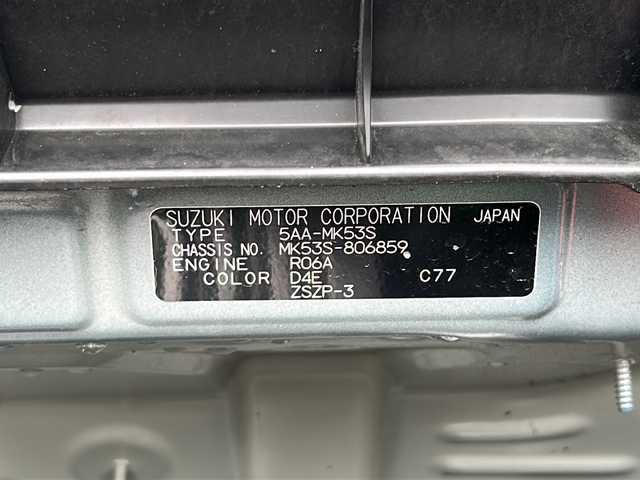 SUZUKI MOTOR CORPORATION JAPAN
TYPE 5AA-MK53S
CHASSIS NO. MK53S-806859
ENGINE R06A
COLOR D4E C77
ZSZP-3